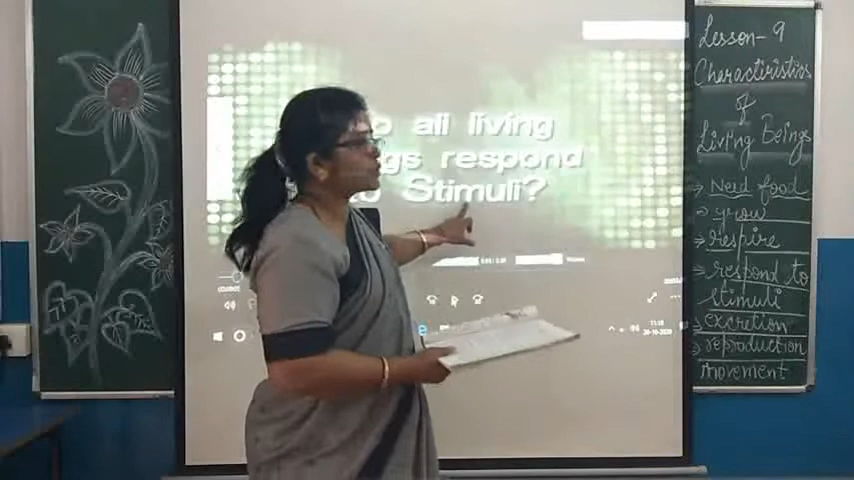 all living
respond
Stimuli?
Lesson - 9
Characteristics
of
Living Beings
Need food
grow
respire
respond to
stimuli
excretion
reproduction
movement